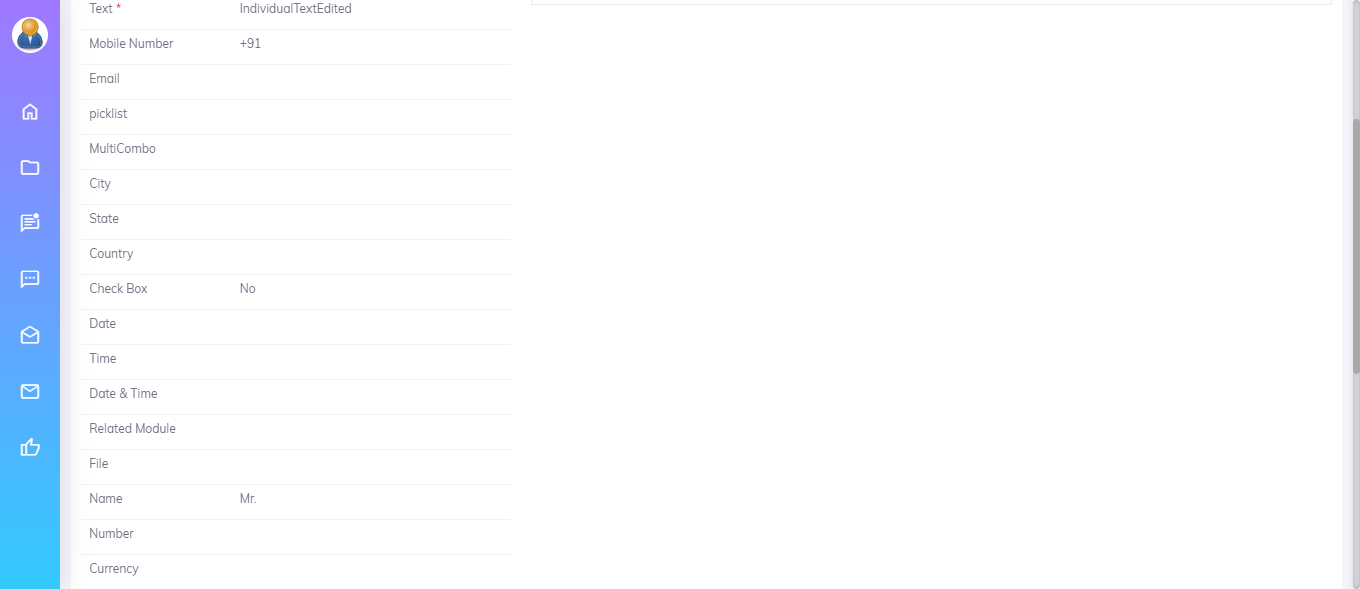 Text * IndividualTextEdited
Mobile Number +91
Email
picklist
MultiCombo
City
State
Country
Check Box No
Date
Time
Date & Time
Related Module
File
Name Mr.
Number
Currency